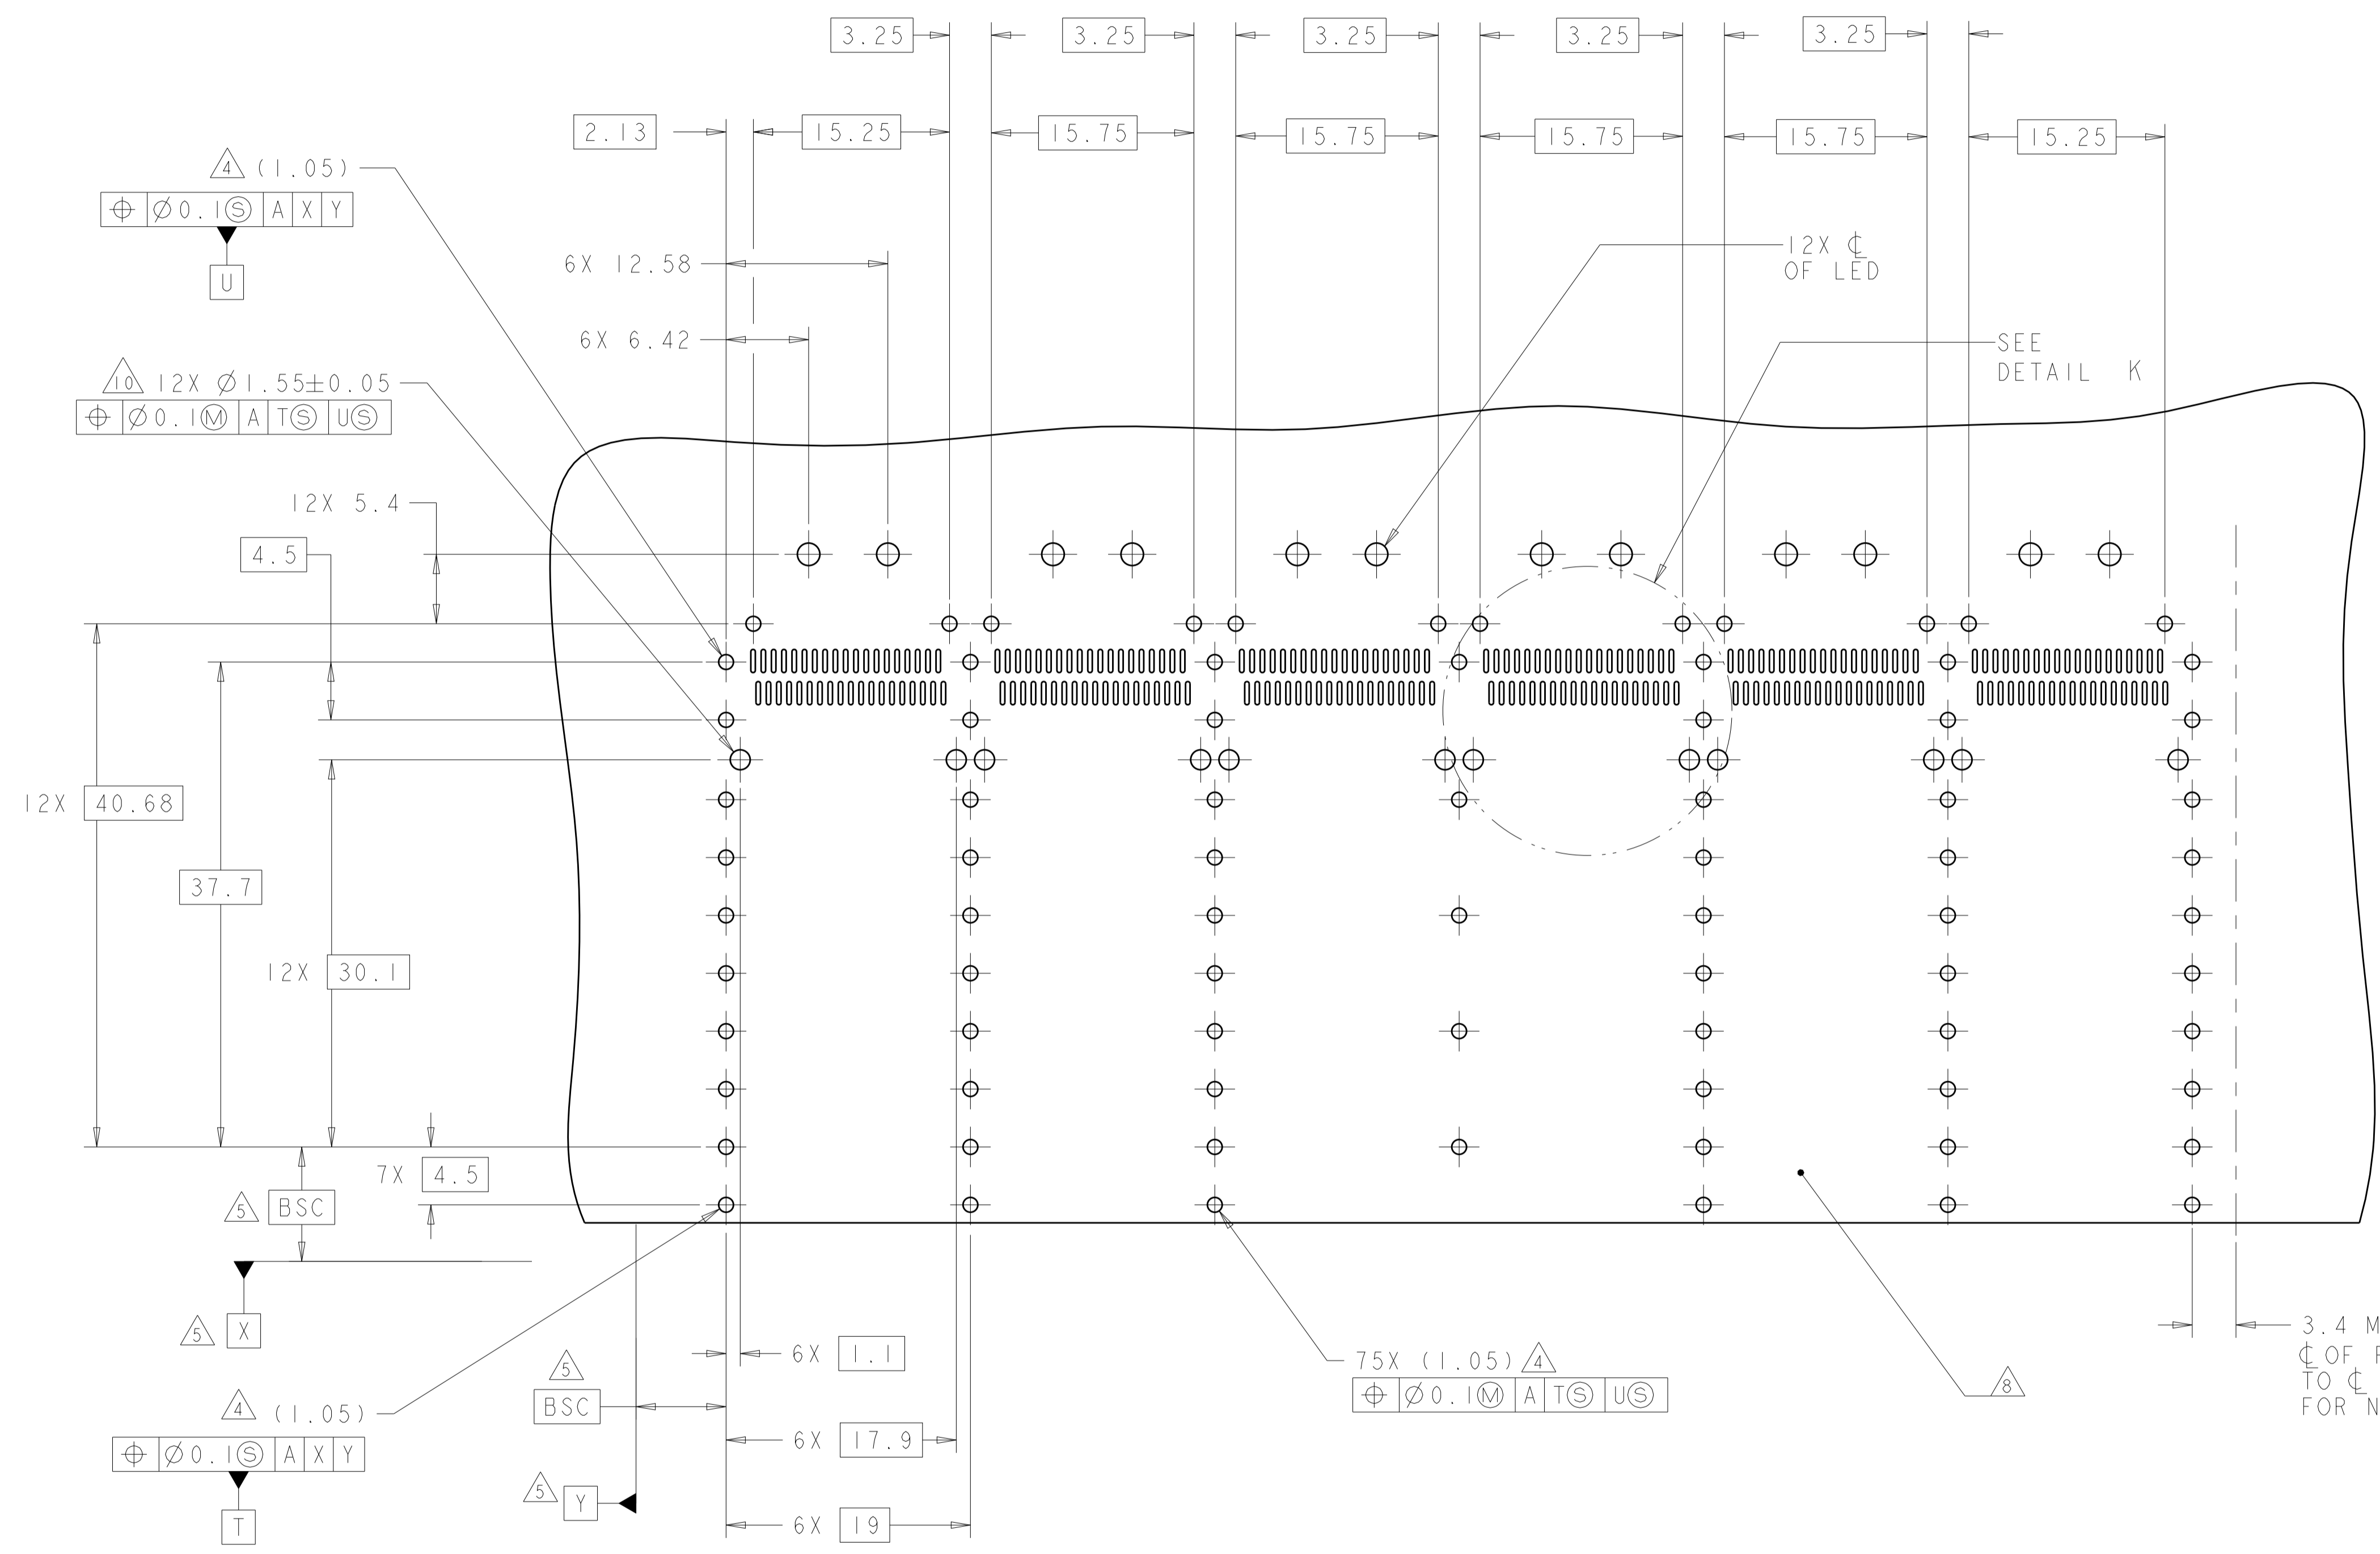 3.25
3.25
3.25
3.25
3.25
2.13
15.25
15.75
15.75
15.75
15.75
15.25
4 (1.05)
⌖ Ø0.1Ⓢ A X Y
U
6X 12.58
12X ℄
OF LED
6X 6.42
SEE
DETAIL K
10 12X Ø1.55±0.05
⌖ Ø0.1Ⓜ A TⓈ UⓈ
12X 5.4
4.5
12X 40.68
37.7
12X 30.1
7X 4.5
5 BSC
5 X
6X 1.1
5
BSC
75X (1.05) 4
⌖ Ø0.1Ⓜ A TⓈ UⓈ
8
3.4 M
℄ OF
TO ℄
FOR N
4 (1.05)
⌖ Ø0.1Ⓢ A X Y
T
6X 17.9
5 Y
6X 19